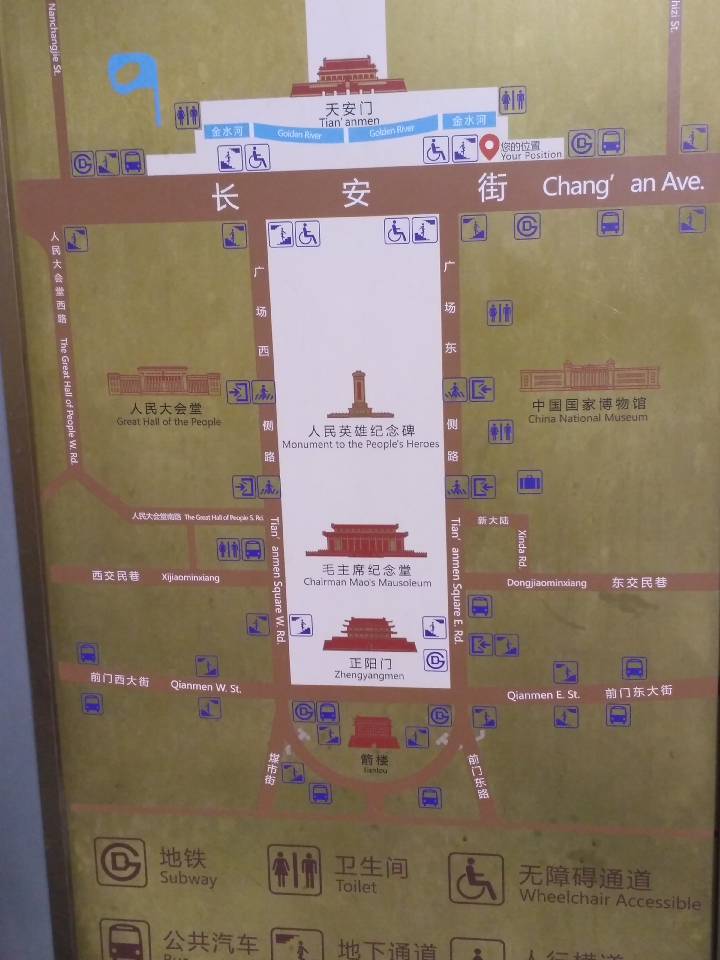 Nanchangjie St.
hizi St.
天安门
Tian'anmen
金水河
Golden River
Golden River
金水河
您的位置
Your Position
长安街 Chang'an Ave.
人民大会堂西路 The Great Hall of People W. Rd.
广场西侧路 Tian'anmen Square W. Rd.
广场东侧路 Tian'anmen Square E. Rd.
人民大会堂
Great Hall of the People
人民英雄纪念碑
Monument to the People's Heroes
中国国家博物馆
China National Museum
人民大会堂南路 The Great Hall of People S. Rd.
新大陆
Xinda Rd.
毛主席纪念堂
Chairman Mao's Mausoleum
西交民巷 Xijiaominxiang
Dongjiaominxiang 东交民巷
正阳门
Zhengyangmen
前门西大街 Qianmen W. St.
Qianmen E. St. 前门东大街
箭楼
Jianlou
煤市街
前门东路
地铁
Subway
卫生间
Toilet
无障碍通道
Wheelchair Accessible
公共汽车
Bus
地下通道
人行横道